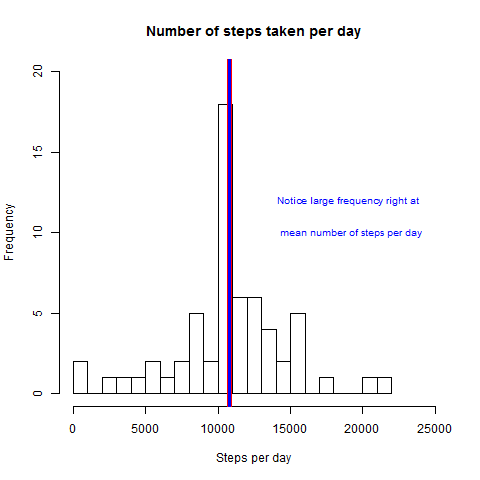 Number of steps taken per day
20
15
10
5
0
Frequency
Notice large frequency right at
mean number of steps per day
0 5000 10000 15000 20000 25000
Steps per day